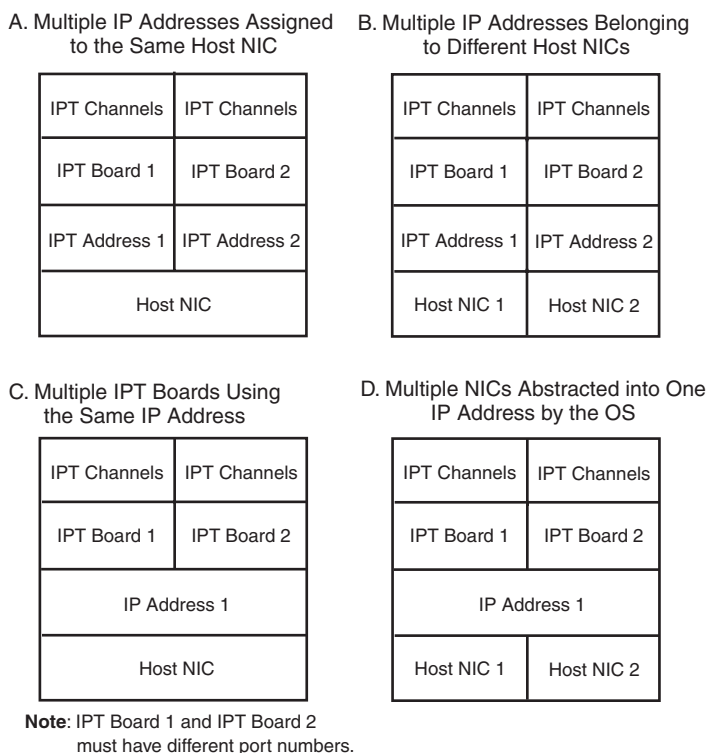 A. Multiple IP Addresses Assigned
to the Same Host NIC
IPT Channels
IPT Channels
IPT Board 1
IPT Board 2
IPT Address 1
IPT Address 2
Host NIC
B. Multiple IP Addresses Belonging
to Different Host NICs
IPT Channels
IPT Channels
IPT Board 1
IPT Board 2
IPT Address 1
IPT Address 2
Host NIC 1
Host NIC 2
C. Multiple IPT Boards Using
the Same IP Address
IPT Channels
IPT Channels
IPT Board 1
IPT Board 2
IP Address 1
Host NIC
Note: IPT Board 1 and IPT Board 2
must have different port numbers.
D. Multiple NICs Abstracted into One
IP Address by the OS
IPT Channels
IPT Channels
IPT Board 1
IPT Board 2
IP Address 1
Host NIC 1
Host NIC 2